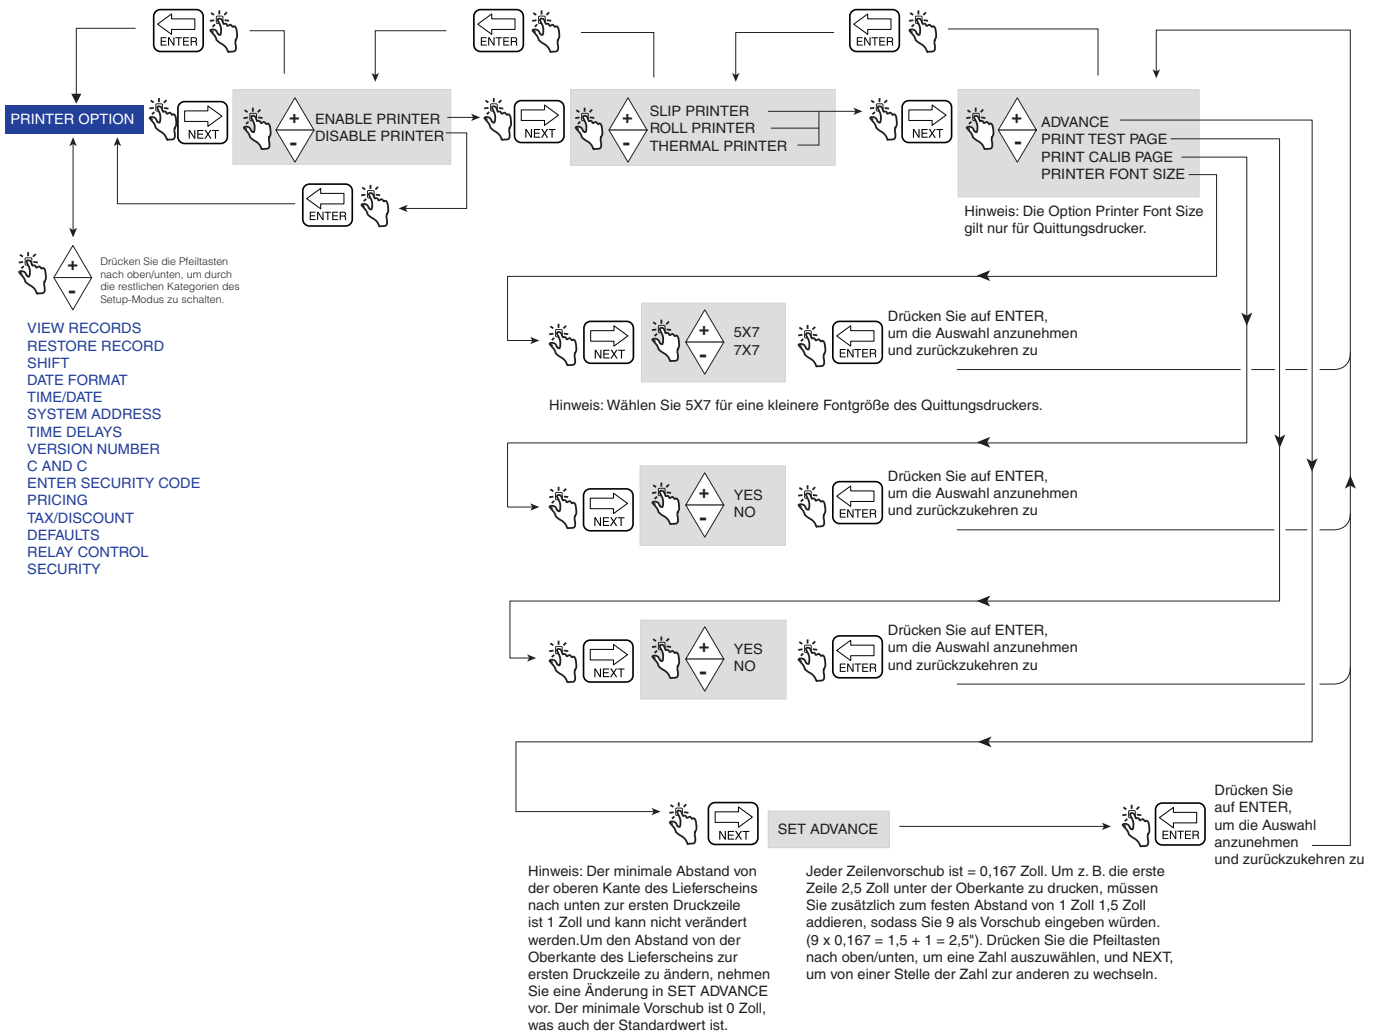 ENTER
ENTER
ENTER
PRINTER OPTION
NEXT
+
-
ENABLE PRINTER
DISABLE PRINTER
NEXT
+
-
SLIP PRINTER
ROLL PRINTER
THERMAL PRINTER
NEXT
+
-
ADVANCE
PRINT TEST PAGE
PRINT CALIB PAGE
PRINTER FONT SIZE
ENTER
Hinweis: Die Option Printer Font Size
gilt nur für Quittungsdrucker.
+
-
Drücken Sie die Pfeiltasten
nach oben/unten, um durch
die restlichen Kategorien des
Setup-Modus zu schalten.
VIEW RECORDS
RESTORE RECORD
SHIFT
DATE FORMAT
TIME/DATE
SYSTEM ADDRESS
TIME DELAYS
VERSION NUMBER
C AND C
ENTER SECURITY CODE
PRICING
TAX/DISCOUNT
DEFAULTS
RELAY CONTROL
SECURITY
NEXT
+
-
5X7
7X7
ENTER
Drücken Sie auf ENTER,
um die Auswahl anzunehmen
und zurückzukehren zu
Hinweis: Wählen Sie 5X7 für eine kleinere Fontgröße des Quittungsdruckers.
NEXT
+
-
YES
NO
ENTER
Drücken Sie auf ENTER,
um die Auswahl anzunehmen
und zurückzukehren zu
NEXT
+
-
YES
NO
ENTER
Drücken Sie auf ENTER,
um die Auswahl anzunehmen
und zurückzukehren zu
NEXT
SET ADVANCE
ENTER
Drücken Sie
auf ENTER,
um die Auswahl
anzunehmen
und zurückzukehren zu
Hinweis: Der minimale Abstand von
der oberen Kante des Lieferscheins
nach unten zur ersten Druckzeile
ist 1 Zoll und kann nicht verändert
werden.Um den Abstand von der
Oberkante des Lieferscheins zur
ersten Druckzeile zu ändern, nehmen
Sie eine Änderung in SET ADVANCE
vor. Der minimale Vorschub ist 0 Zoll,
was auch der Standardwert ist.
Jeder Zeilenvorschub ist = 0,167 Zoll. Um z. B. die erste
Zeile 2,5 Zoll unter der Oberkante zu drucken, müssen
Sie zusätzlich zum festen Abstand von 1 Zoll 1,5 Zoll
addieren, sodass Sie 9 als Vorschub eingeben würden.
(9 x 0,167 = 1,5 + 1 = 2,5"). Drücken Sie die Pfeiltasten
nach oben/unten, um eine Zahl auszuwählen, und NEXT,
um von einer Stelle der Zahl zur anderen zu wechseln.